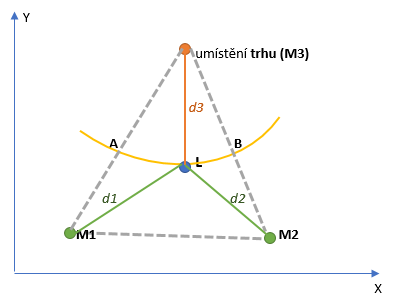 Y
umístění trhu (M3)
d3
A
B
L
d1
d2
M1
M2
X